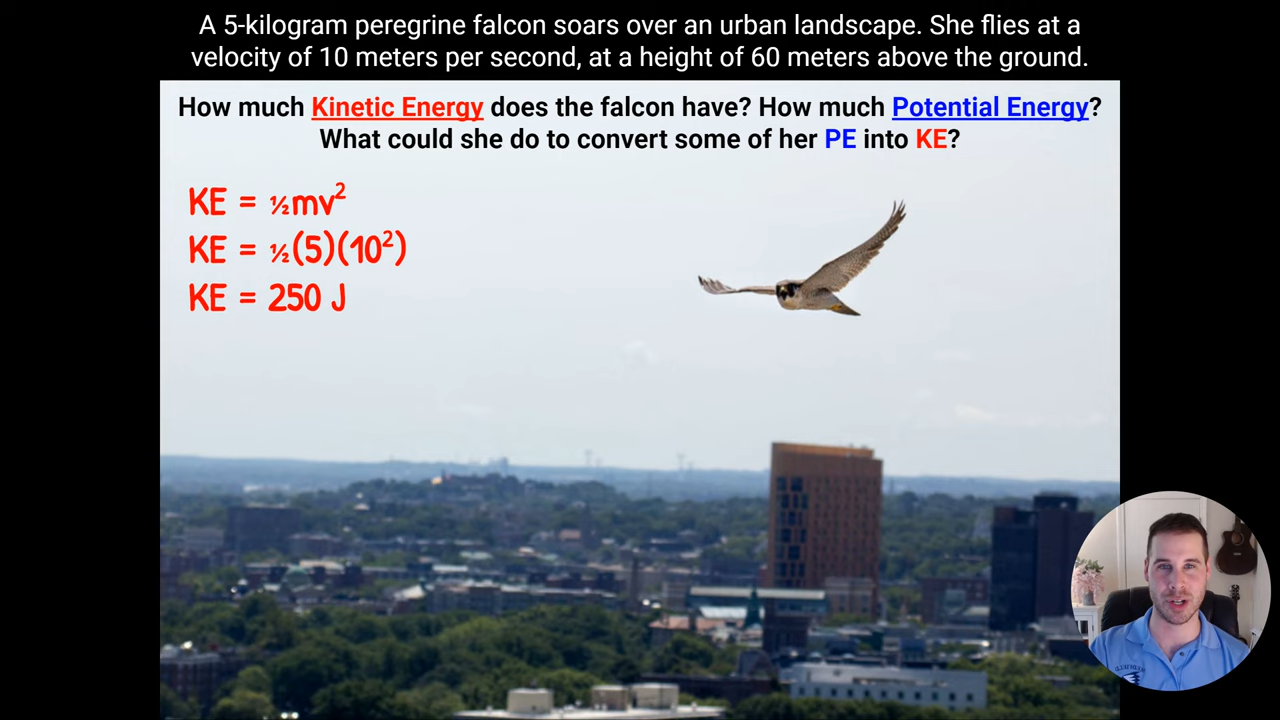 A 5-kilogram peregrine falcon soars over an urban landscape. She flies at a
velocity of 10 meters per second, at a height of 60 meters above the ground.
How much Kinetic Energy does the falcon have? How much Potential Energy?
What could she do to convert some of her PE into KE?
KE = ½mv²
KE = ½(5)(10²)
KE = 250 J